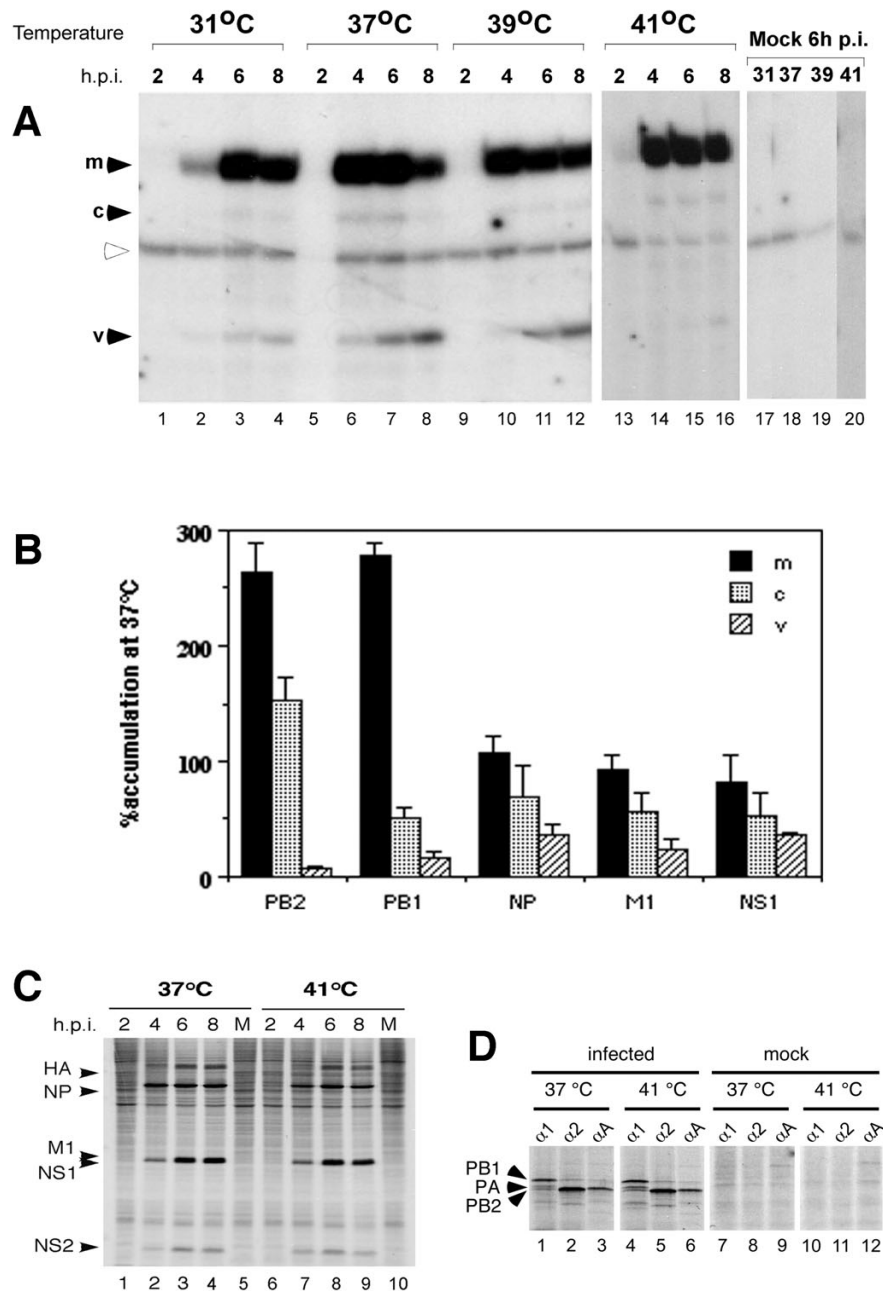 Temperature 31°C 37°C 39°C 41°C
Mock 6h p.i.
h.p.i. 2 4 6 8 2 4 6 8 2 4 6 8 2 4 6 8 31 37 39 41
A
m
c
v
1 2 3 4 5 6 7 8 9 10 11 12 13 14 15 16 17 18 19 20
B
%accumulation at 37°C
300
200
100
0
m
c
v
PB2 PB1 NP M1 NS1
C
37°C 41°C
h.p.i. 2 4 6 8 M 2 4 6 8 M
HA
NP
M1
NS1
NS2
1 2 3 4 5 6 7 8 9 10
D
infected mock
37 °C 41 °C 37 °C 41 °C
α1 α2 αA α1 α2 αA α1 α2 αA α1 α2 αA
PB1
PA
PB2
1 2 3 4 5 6 7 8 9 10 11 12